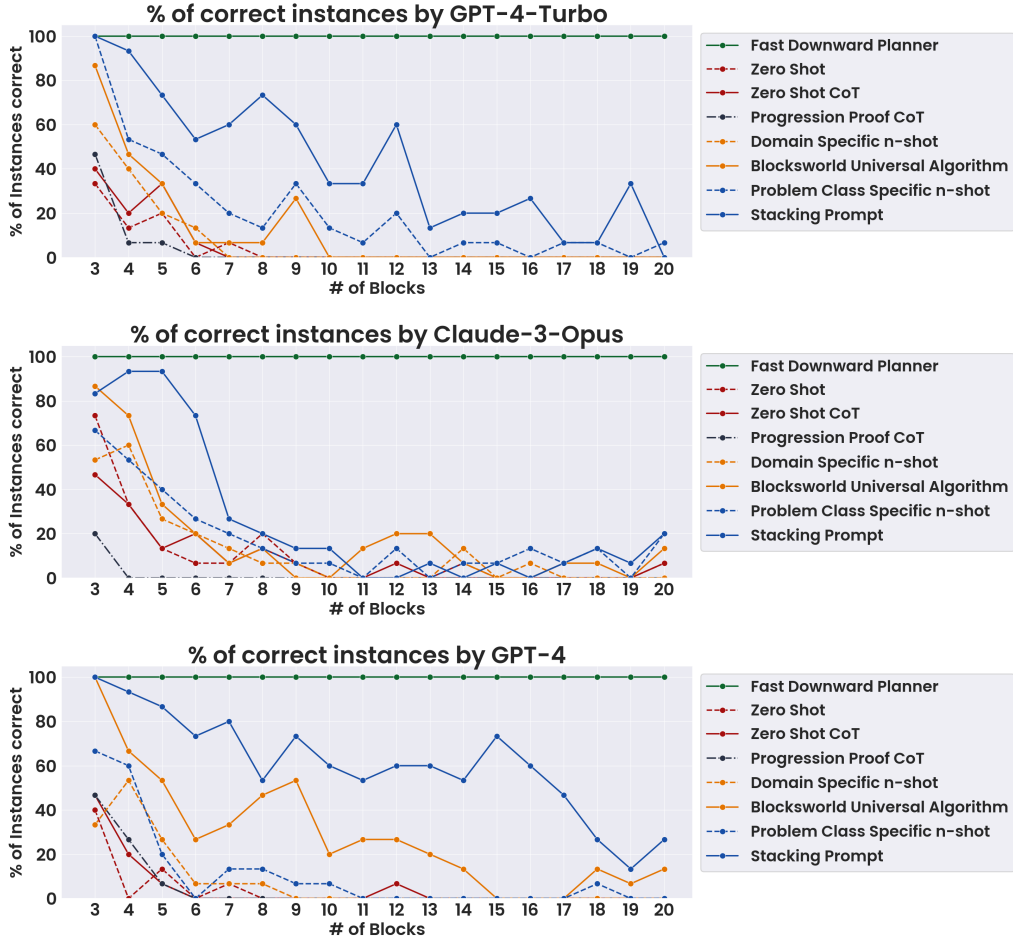 % of correct instances by GPT-4-Turbo
% of Instances correct
100
80
60
40
20
0
3 4 5 6 7 8 9 10 11 12 13 14 15 16 17 18 19 20
# of Blocks
Fast Downward Planner
Zero Shot
Zero Shot CoT
Progression Proof CoT
Domain Specific n-shot
Blocksworld Universal Algorithm
Problem Class Specific n-shot
Stacking Prompt
% of correct instances by Claude-3-Opus
% of Instances correct
100
80
60
40
20
0
3 4 5 6 7 8 9 10 11 12 13 14 15 16 17 18 19 20
# of Blocks
Fast Downward Planner
Zero Shot
Zero Shot CoT
Progression Proof CoT
Domain Specific n-shot
Blocksworld Universal Algorithm
Problem Class Specific n-shot
Stacking Prompt
% of correct instances by GPT-4
% of Instances correct
100
80
60
40
20
0
3 4 5 6 7 8 9 10 11 12 13 14 15 16 17 18 19 20
# of Blocks
Fast Downward Planner
Zero Shot
Zero Shot CoT
Progression Proof CoT
Domain Specific n-shot
Blocksworld Universal Algorithm
Problem Class Specific n-shot
Stacking Prompt